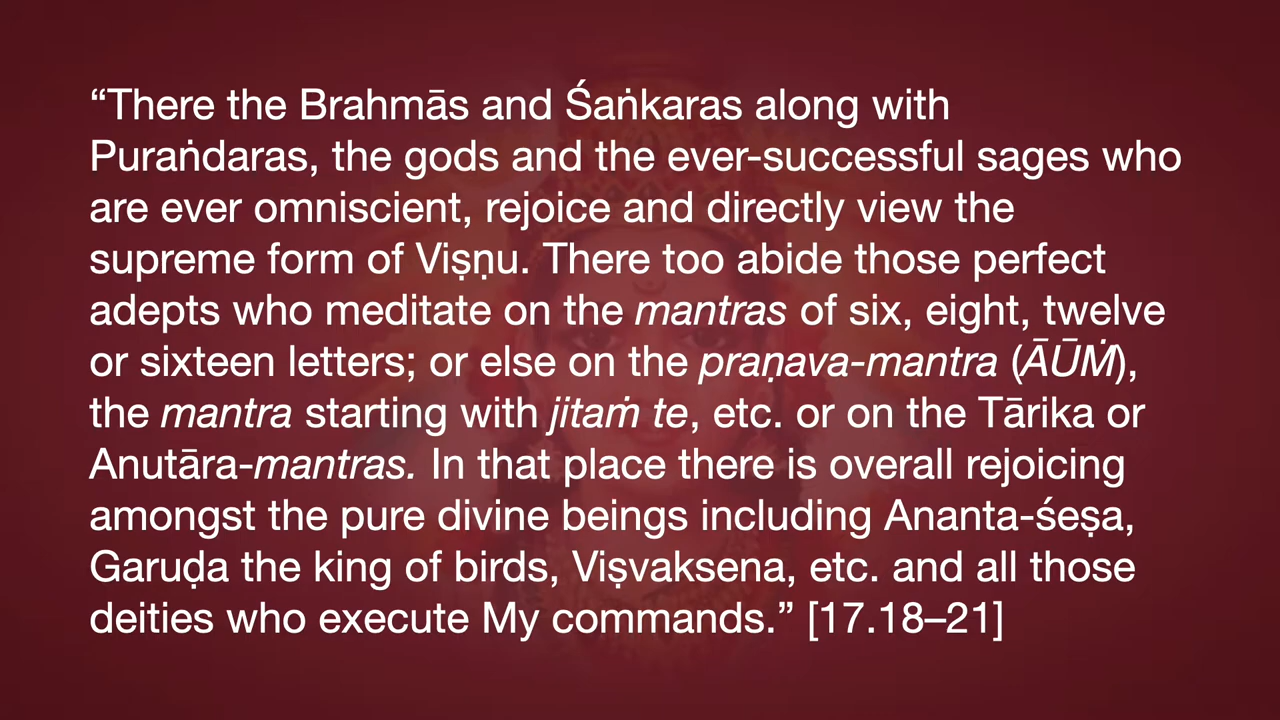 “There the Brahmās and Śaṅkaras along with
Puraṅdaras, the gods and the ever-successful sages who
are ever omniscient, rejoice and directly view the
supreme form of Viṣṇu. There too abide those perfect
adepts who meditate on the mantras of six, eight, twelve
or sixteen letters; or else on the praṇava-mantra (ĀŪṀ),
the mantra starting with jitaṁ te, etc. or on the Tārika or
Anutāra-mantras. In that place there is overall rejoicing
amongst the pure divine beings including Ananta-śeṣa,
Garuḍa the king of birds, Viṣvaksena, etc. and all those
deities who execute My commands.” [17.18–21]